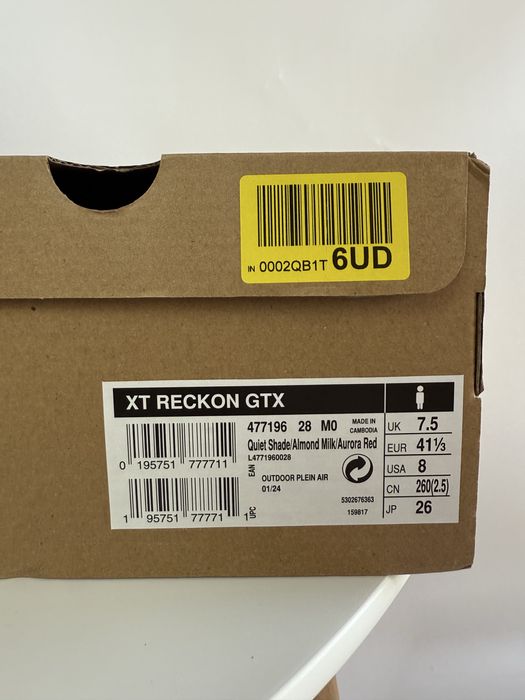 IN 0002QB1T 6UD
XT RECKON GTX
477196 28 M0
MADE IN
CAMBODIA
Quiet Shade/Almond Milk/Aurora Red
L4771960028
EAN
0 195751 777711
OUTDOOR PLEIN AIR
01/24
5302676363
159817
1 95751 77771 1
UPC
UK 7.5
EUR 41⅓
USA 8
CN 260(2.5)
JP 26